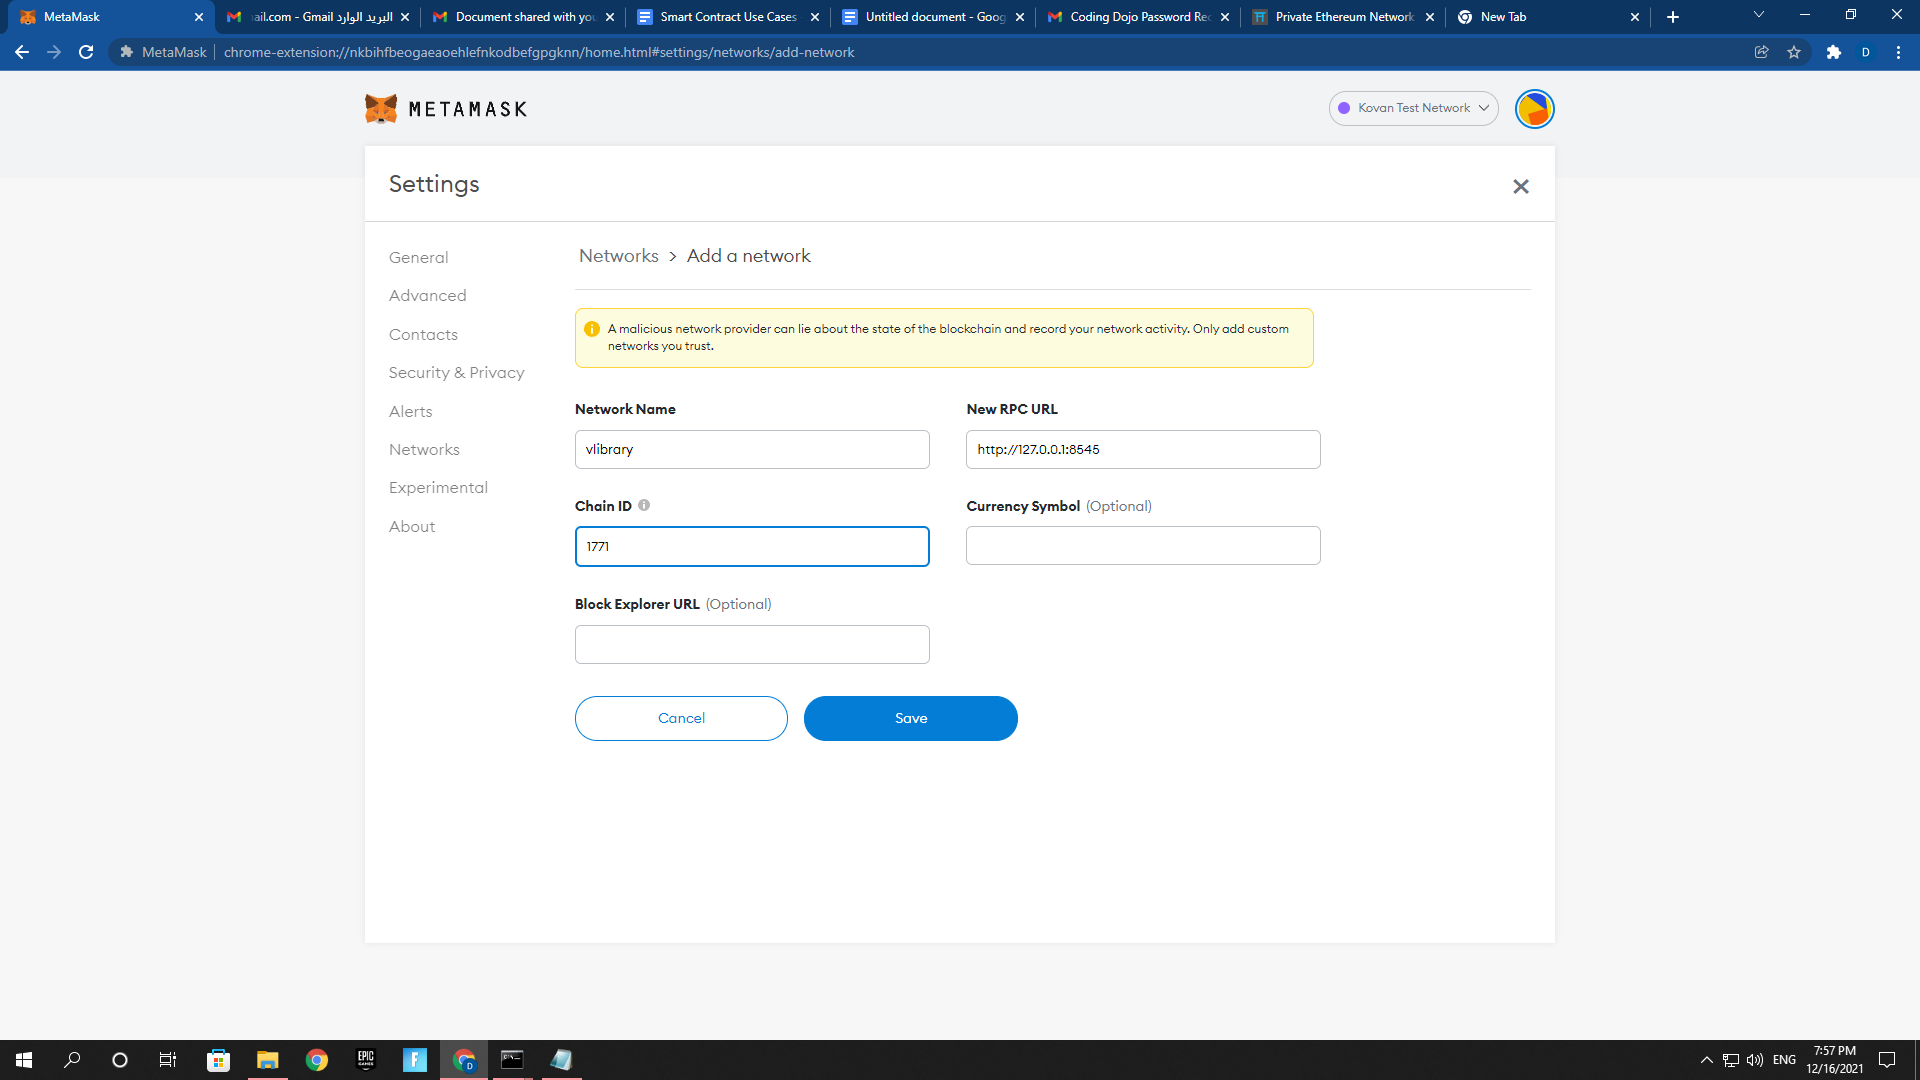 MetaMask
ail.com - Gmail البريد الوارد
Document shared with you
Smart Contract Use Cases
Untitled document - Goog
Coding Dojo Password Rec
Private Ethereum Network
New Tab
MetaMask
chrome-extension://nkbihfbeogaeaoehlefnkodbefgpgknn/home.html#settings/networks/add-network
D
METAMASK
Kovan Test Network
Settings
General
Advanced
Contacts
Security & Privacy
Alerts
Networks
Experimental
About
Networks > Add a network
A malicious network provider can lie about the state of the blockchain and record your network activity. Only add custom
networks you trust.
Network Name
vlibrary
New RPC URL
http://127.0.0.1:8545
Chain ID
1771
Currency Symbol (Optional)
Block Explorer URL (Optional)
Cancel
Save
EPIC
GAMES
F
D
C:\_
ENG
7:57 PM
12/16/2021